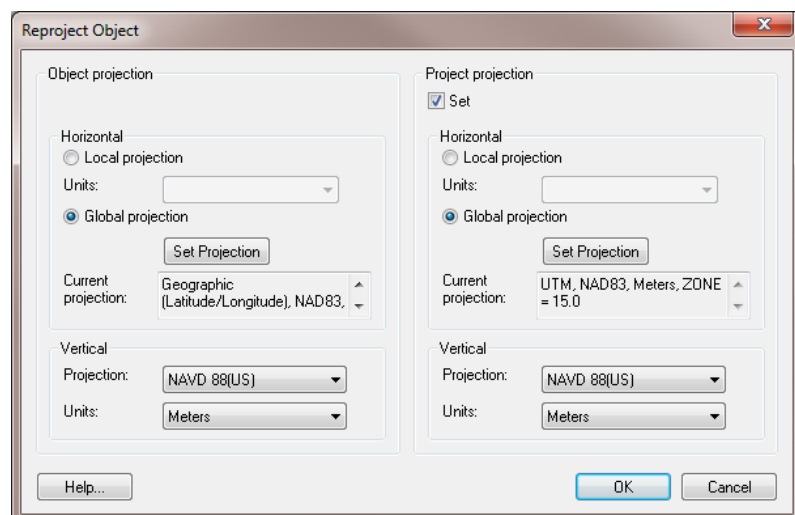 Reproject Object
Object projection
Horizontal
Local projection
Units:
Global projection
Set Projection
Current
projection:
Geographic
(Latitude/Longitude), NAD83,
Vertical
Projection:
NAVD 88(US)
Units:
Meters
Project projection
Set
Horizontal
Local projection
Units:
Global projection
Set Projection
Current
projection:
UTM, NAD83, Meters, ZONE
= 15.0
Vertical
Projection:
NAVD 88(US)
Units:
Meters
Help...
OK
Cancel